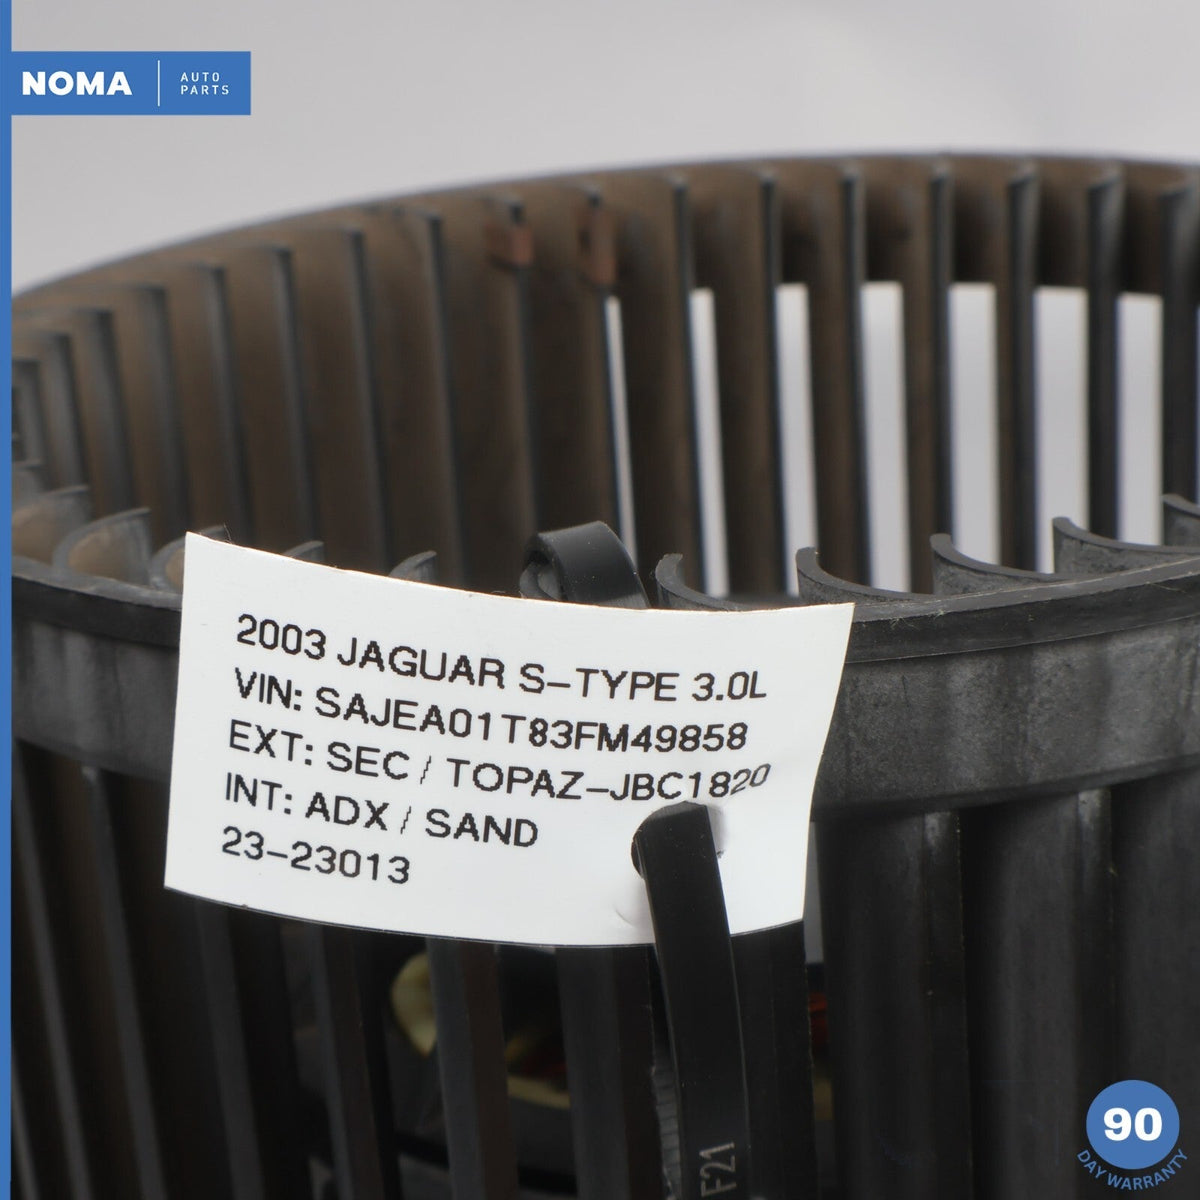 NOMA
AUTO
PARTS
2003 JAGUAR S-TYPE 3.0L
VIN: SAJEA01T83FM49858
EXT: SEC / TOPAZ-JBC1820
INT: ADX / SAND
23-23013
F21
90
DAY WARRANTY